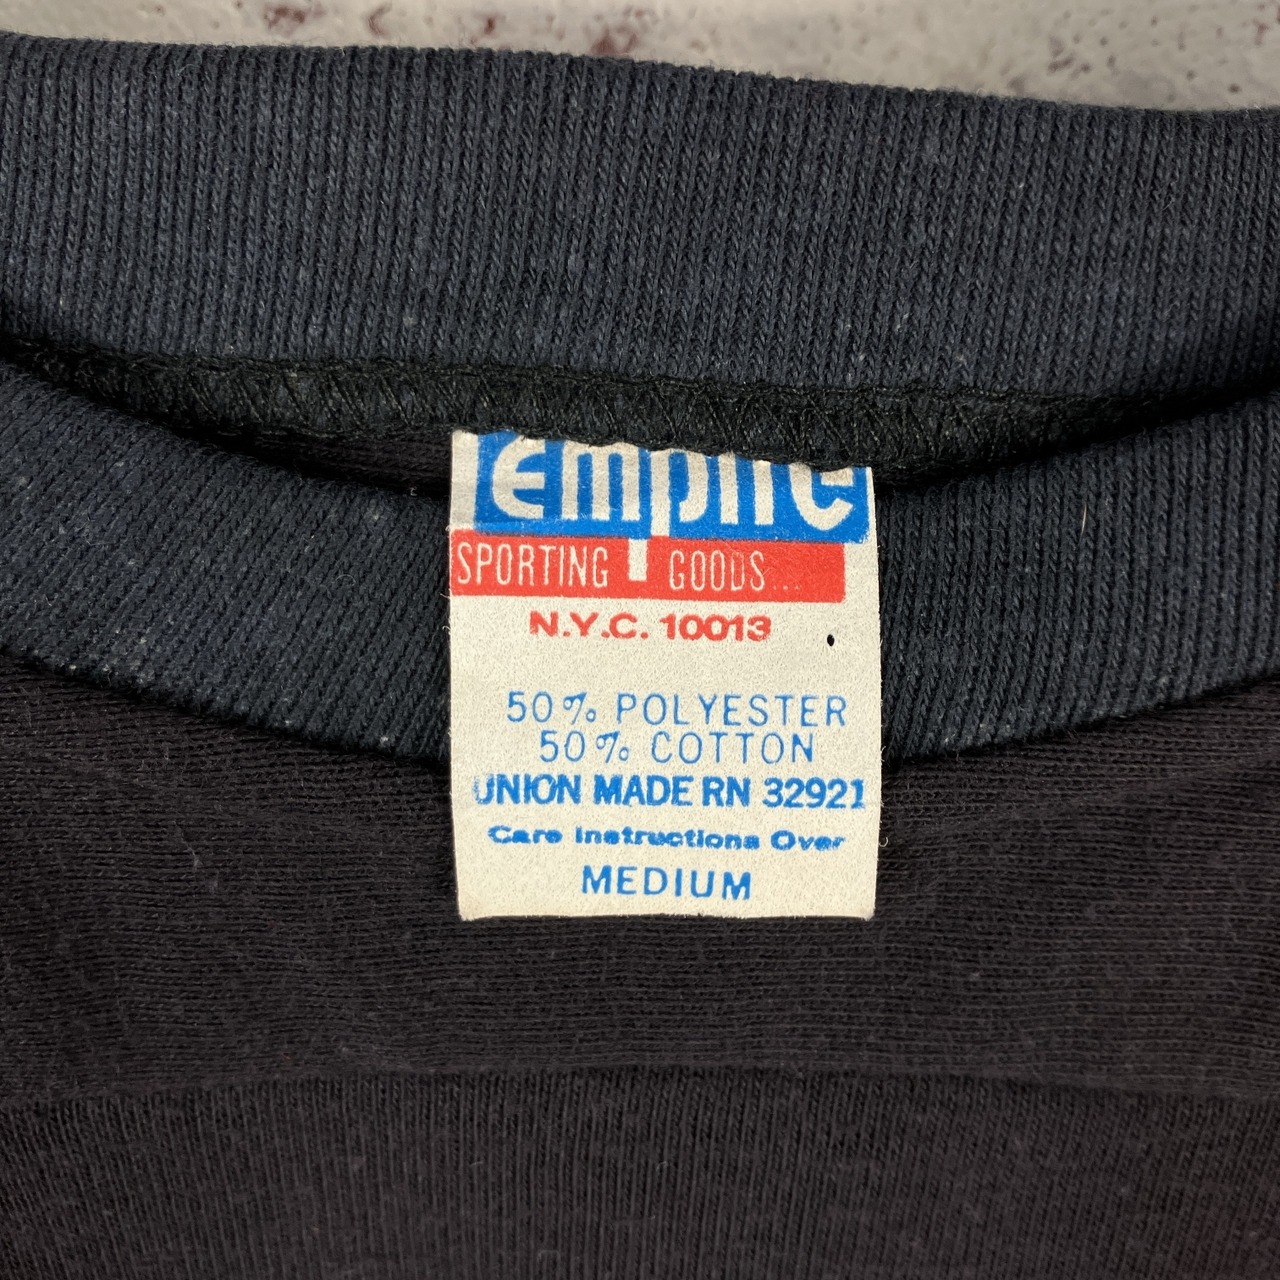 Empire
SPORTING GOODS...
N.Y.C. 10013
50% POLYESTER
50% COTTON
UNION MADE RN 32921
Care Instructions Over
MEDIUM